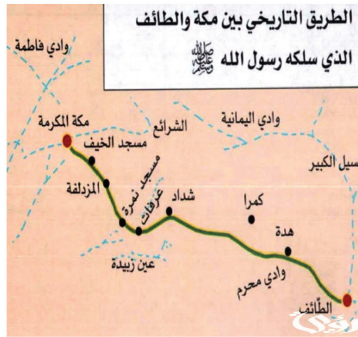 الطريق التاريخي بين مكة والطائف
الذي سلكه رسول الله ﷺ
وادي فاطمة
مكة المكرمة
الشرائع
وادي اليمانية
مسجد الخيف
سيل الكبير
المزدلفة
مسجد نمرة
عرفات
شداد
كمرا
هدة
عين زبيدة
وادي محرم
الطائف